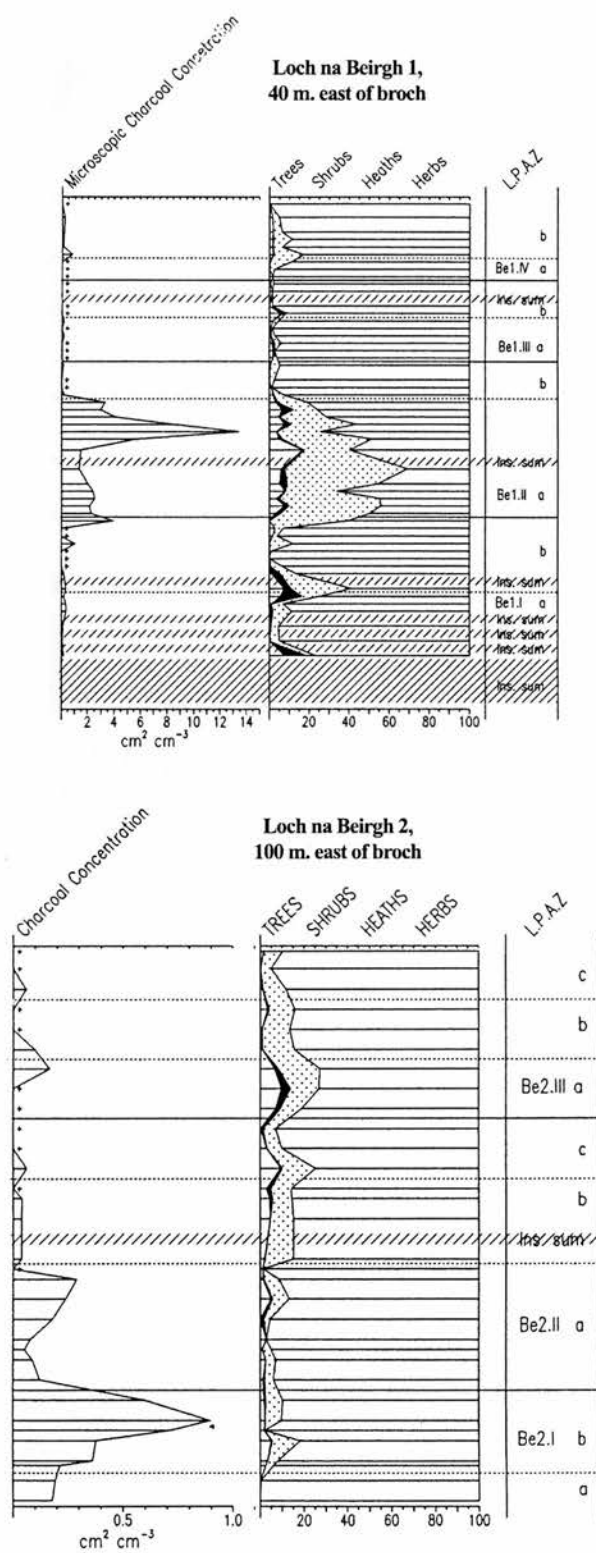 Loch na Beirgh 1,
40 m. east of broch
Microscopic Charcoal Concetration
Trees Shrubs Heaths Herbs L.P.A.Z
b
Be1.IV a
Ins. sum
b
Be1.III a
b
Ins. sum
Be1.II a
b
Ins. sum
Be1.I a
Ins. sum
Ins. sum
Ins. sum
Ins. sum
2 4 6 8 10 12 14 20 40 60 80 100
cm² cm⁻³
Loch na Beirgh 2,
100 m. east of broch
Charcoal Concentration
TREES SHRUBS HEATHS HERBS L.P.A.Z
c
b
Be2.III a
c
b
Ins. sum
Be2.II a
Be2.I b
a
0.5 1.0 20 40 60 80 100
cm² cm⁻³